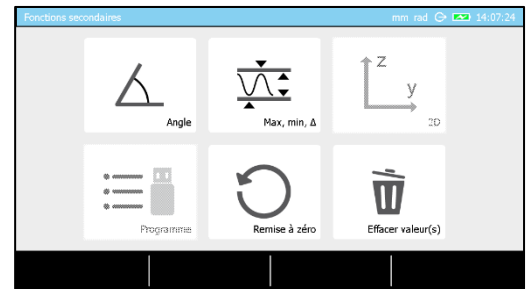 Fonctions secondaires mm rad 14:07:24
Angle Max, min, Δ 2D
Z
y
Programme Remise à zéro Effacer valeur(s)